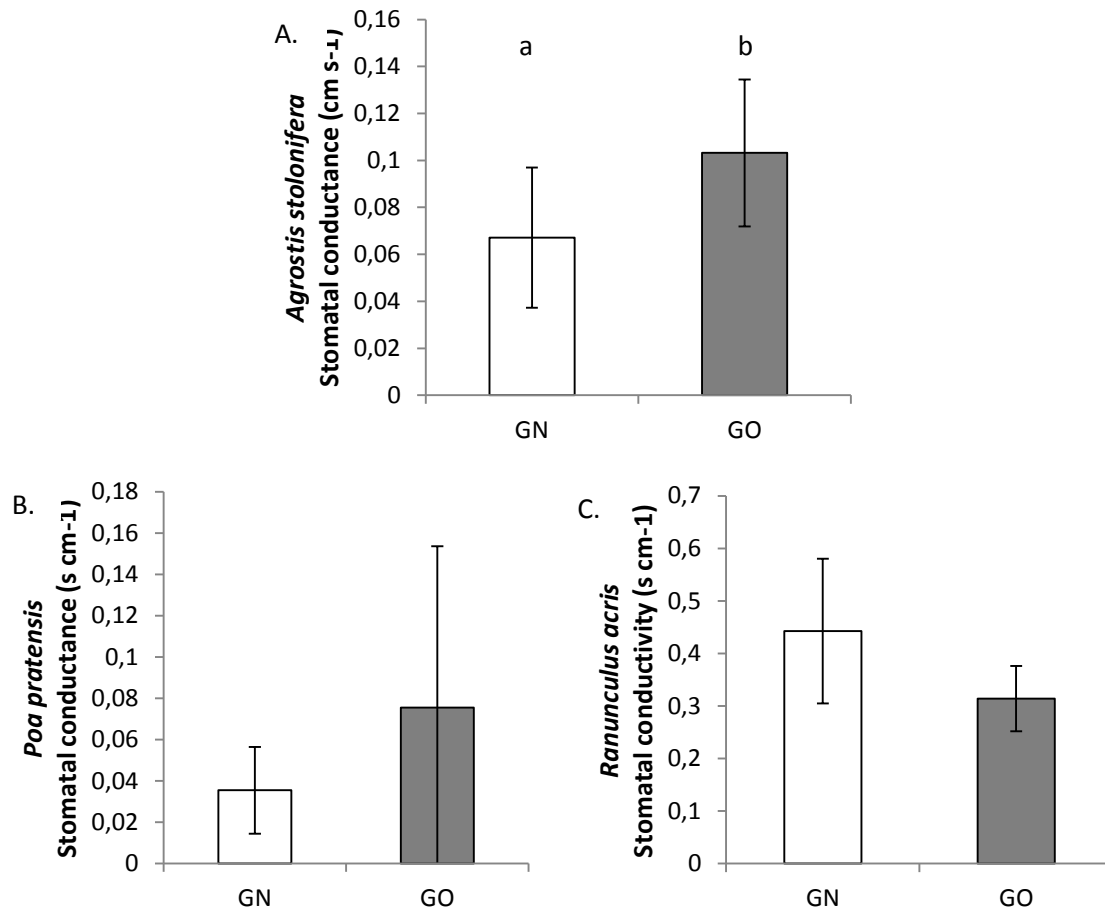 A.
Agrostis stolonifera
Stomatal conductance (cm s-1)
0,16
0,14
0,12
0,1
0,08
0,06
0,04
0,02
0
a b
GN GO
B.
Poa pratensis
Stomatal conductance (s cm-1)
0,18
0,16
0,14
0,12
0,1
0,08
0,06
0,04
0,02
0
GN GO
C.
Ranunculus acris
Stomatal conductivity (s cm-1)
0,7
0,6
0,5
0,4
0,3
0,2
0,1
0
GN GO